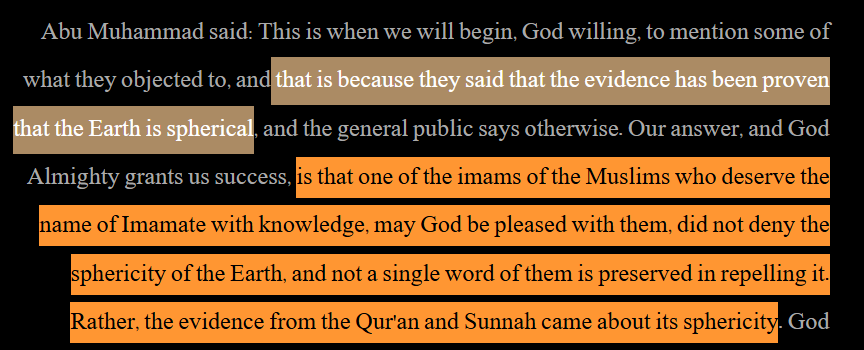 Abu Muhammad said: This is when we will begin, God willing, to mention some of
what they objected to, and that is because they said that the evidence has been proven
that the Earth is spherical, and the general public says otherwise. Our answer, and God
Almighty grants us success, is that one of the imams of the Muslims who deserve the
name of Imamate with knowledge, may God be pleased with them, did not deny the
sphericity of the Earth, and not a single word of them is preserved in repelling it.
Rather, the evidence from the Qur'an and Sunnah came about its sphericity. God